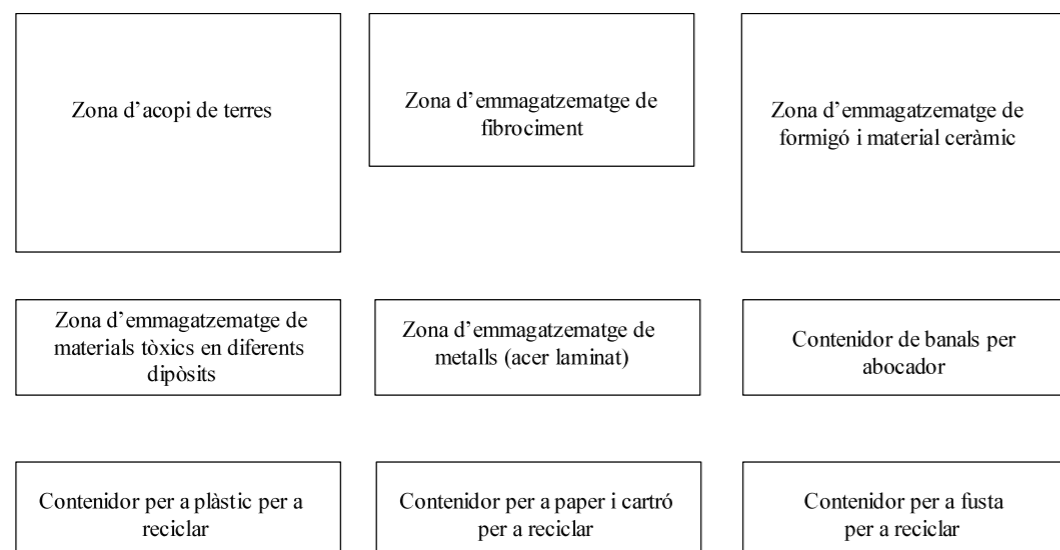 Zona d’acopi de terres
Zona d’emmagatzematge de
fibrociment
Zona d’emmagatzematge de
formigó i material ceràmic
Zona d’emmagatzematge de
materials tòxics en diferents
dipòsits
Zona d’emmagatzematge de
metalls (acer laminat)
Contenidor de banals per
abocador
Contenidor per a plàstic per a
reciclar
Contenidor per a paper i cartró
per a reciclar
Contenidor per a fusta
per a reciclar